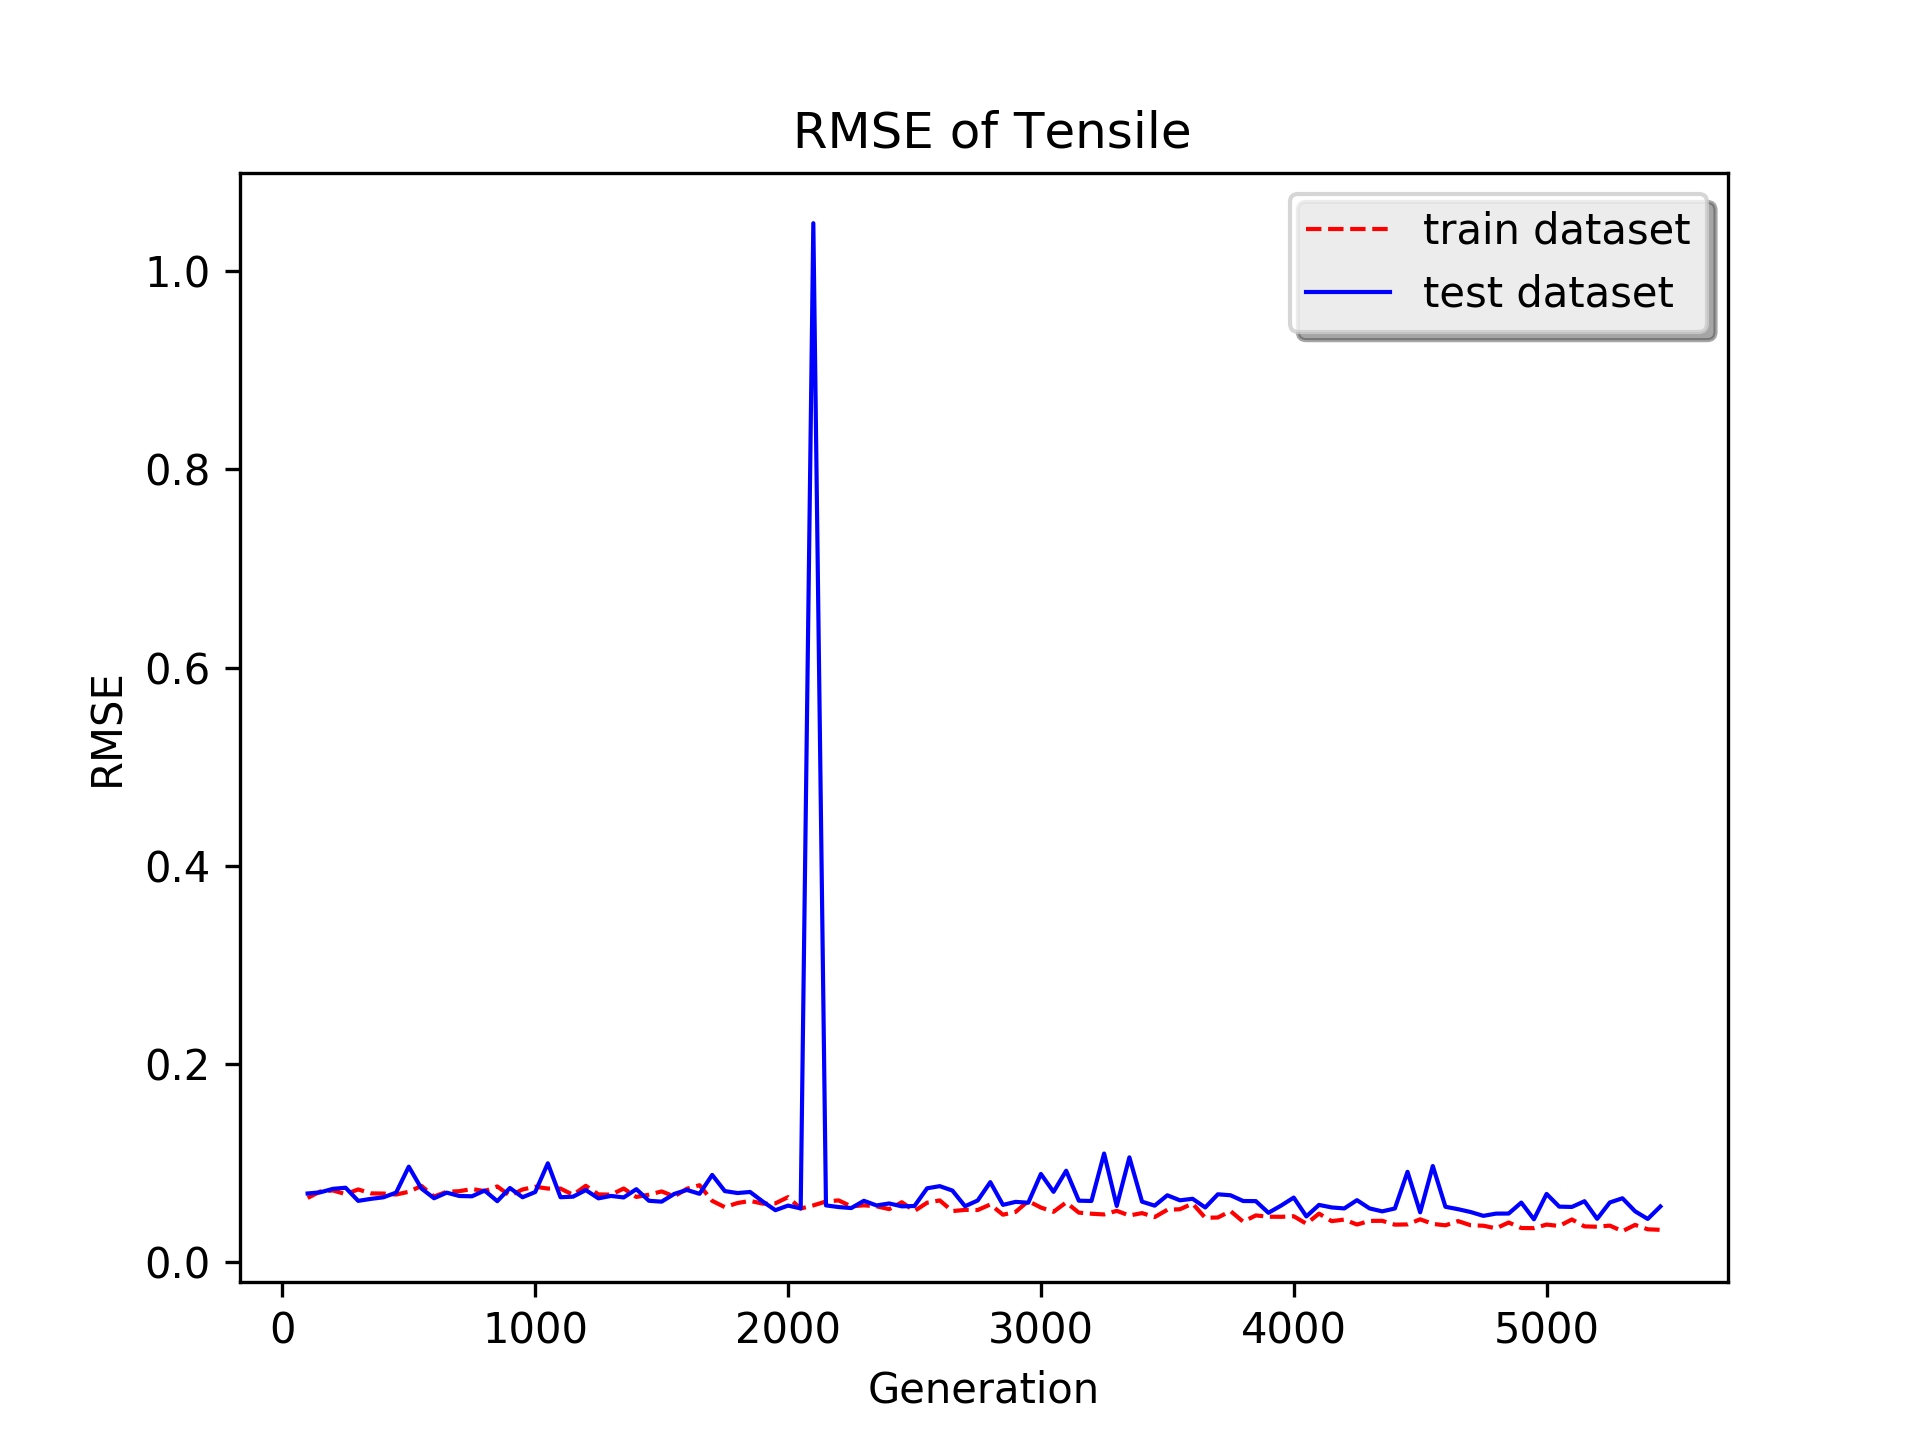 RMSE of Tensile
train dataset
test dataset
1.0
0.8
0.6
0.4
0.2
0.0
RMSE
0 1000 2000 3000 4000 5000
Generation